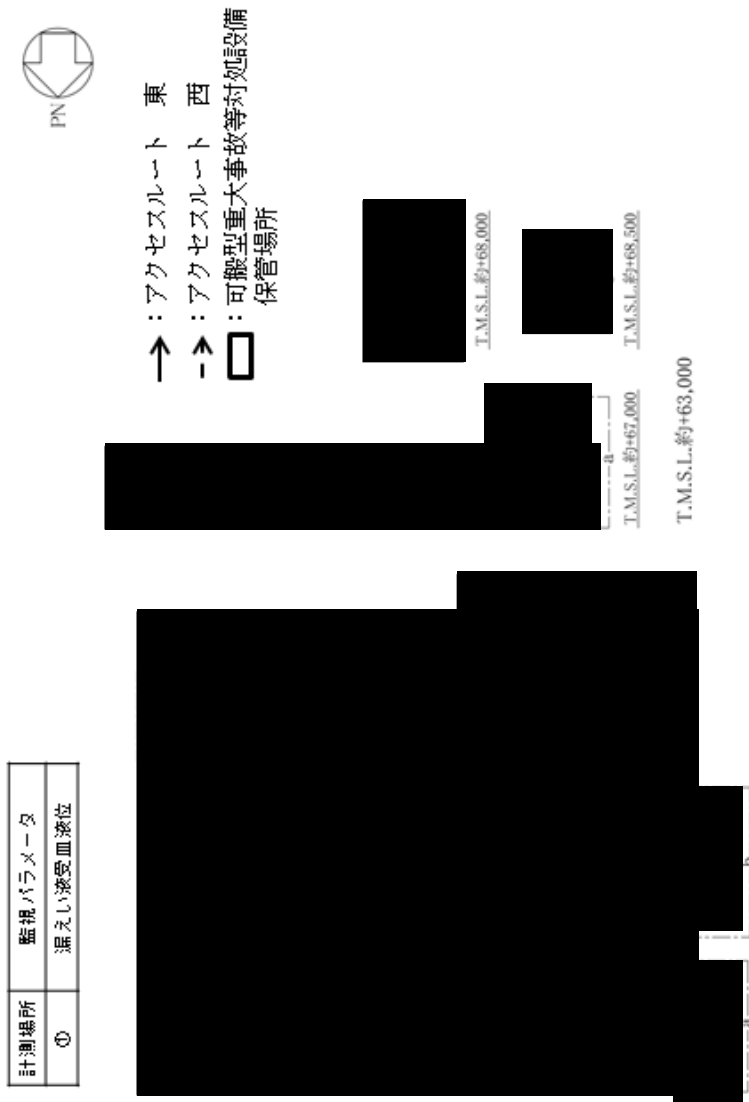 計測場所 監視パラメータ
① 漏えい液受皿液位
PN
：アクセスルート　東
：アクセスルート　西
：可搬型重大事故等対処設備
保管場所
T.M.S.L.約+68,000
T.M.S.L.約+68,500
a
T.M.S.L.約+67,000
T.M.S.L.約+63,000